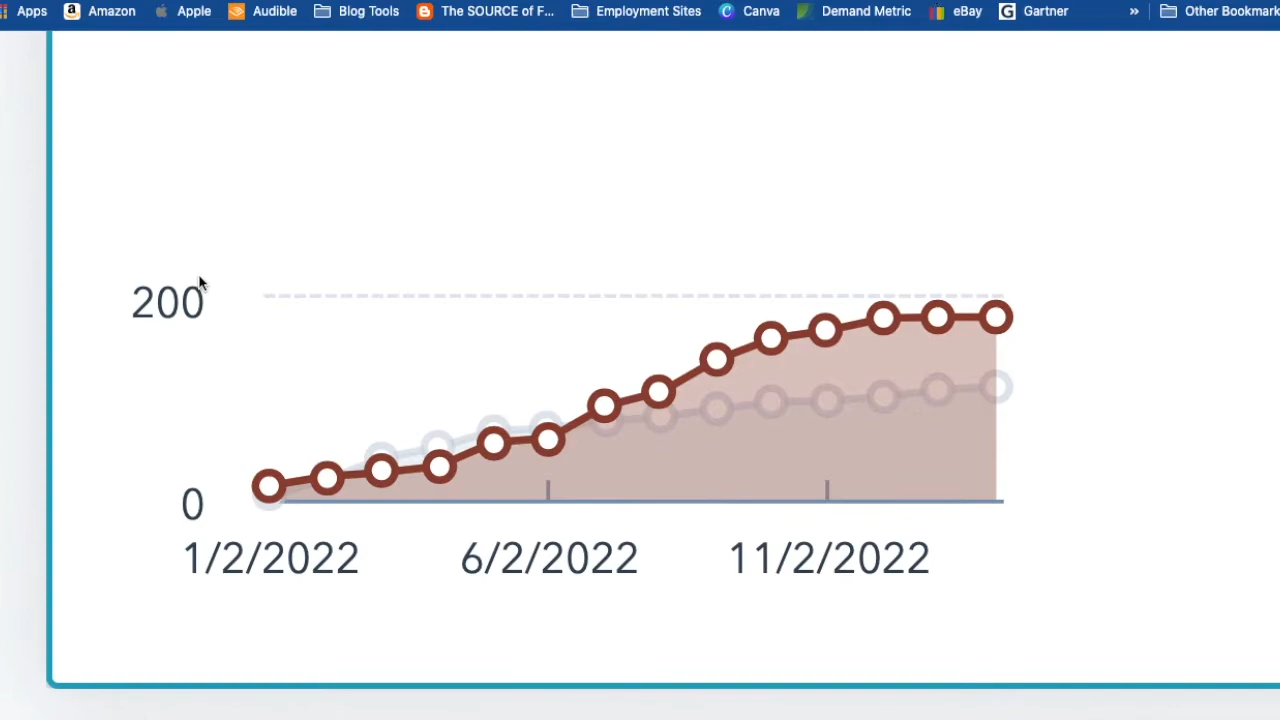 Apps Amazon Apple Audible Blog Tools The SOURCE of F... Employment Sites Canva Demand Metric eBay Gartner » Other Bookmark
200
0
1/2/2022 6/2/2022 11/2/2022